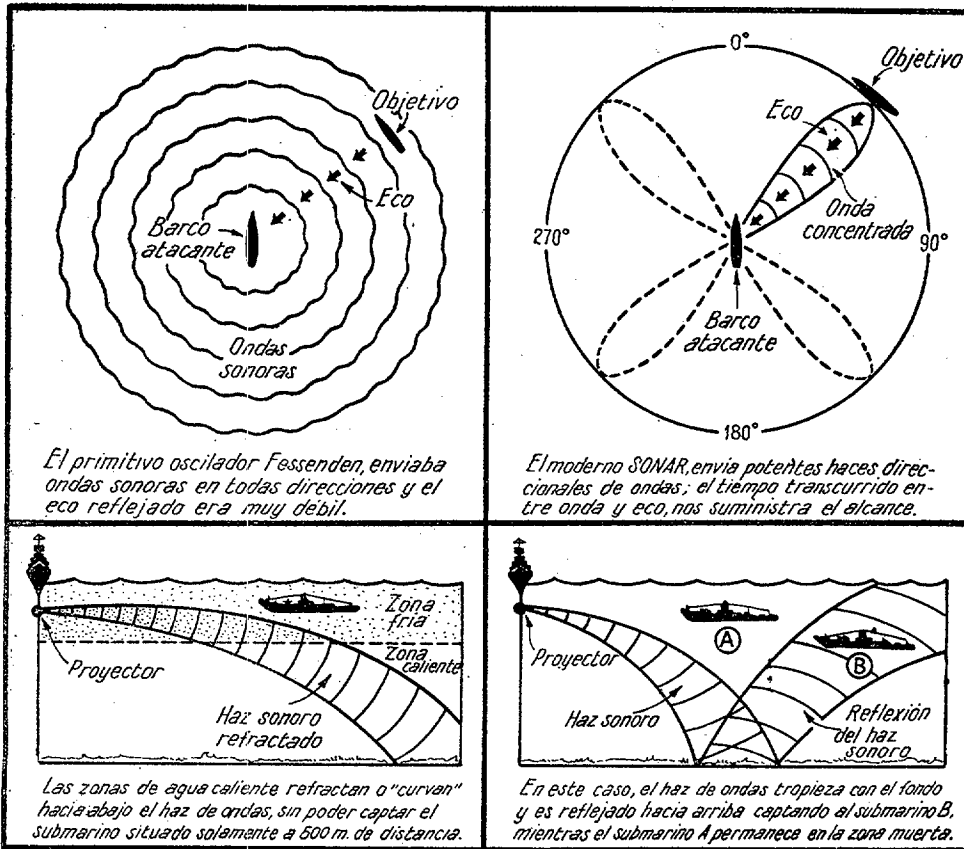 Objetivo
Eco
Barco
atacante
Ondas
sonoras
El primitivo oscilador Fessenden, enviaba
ondas sonoras en todas direcciones y el
eco reflejado era muy débil.
0°
Objetivo
Eco
Onda
concentrada
270°
90°
Barco
atacante
180°
El moderno SONAR, envia potentes haces direc-
cionales de ondas; el tiempo transcurrido en-
tre onda y eco, nos suministra el alcance.
Zona
fria
Zona
caliente
Proyector
Haz sonoro
refractado
Las zonas de agua caliente refractan o "curvan"
hacia abajo el haz de ondas, sin poder captar el
submarino situado solamente a 600 m. de distancia.
A
B
Proyector
Haz sonoro
Reflexión
del haz
sonoro
En este caso, el haz de ondas tropieza con el fondo
y es reflejado hacia arriba captando al submarino B,
mientras el submarino A permanece en la zona muerta.